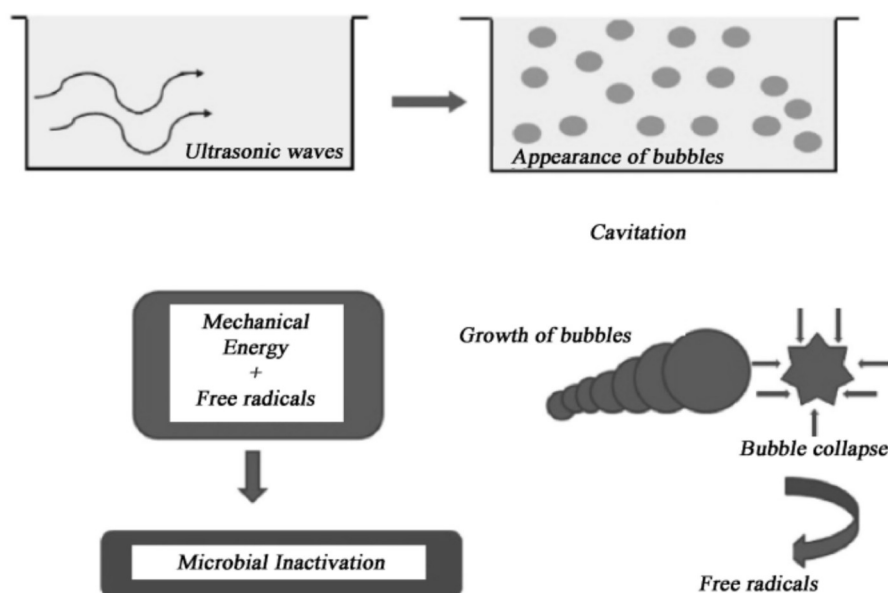 Ultrasonic waves
Appearance of bubbles
Cavitation
Mechanical
Energy
+
Free radicals
Growth of bubbles
Bubble collapse
Microbial Inactivation
Free radicals